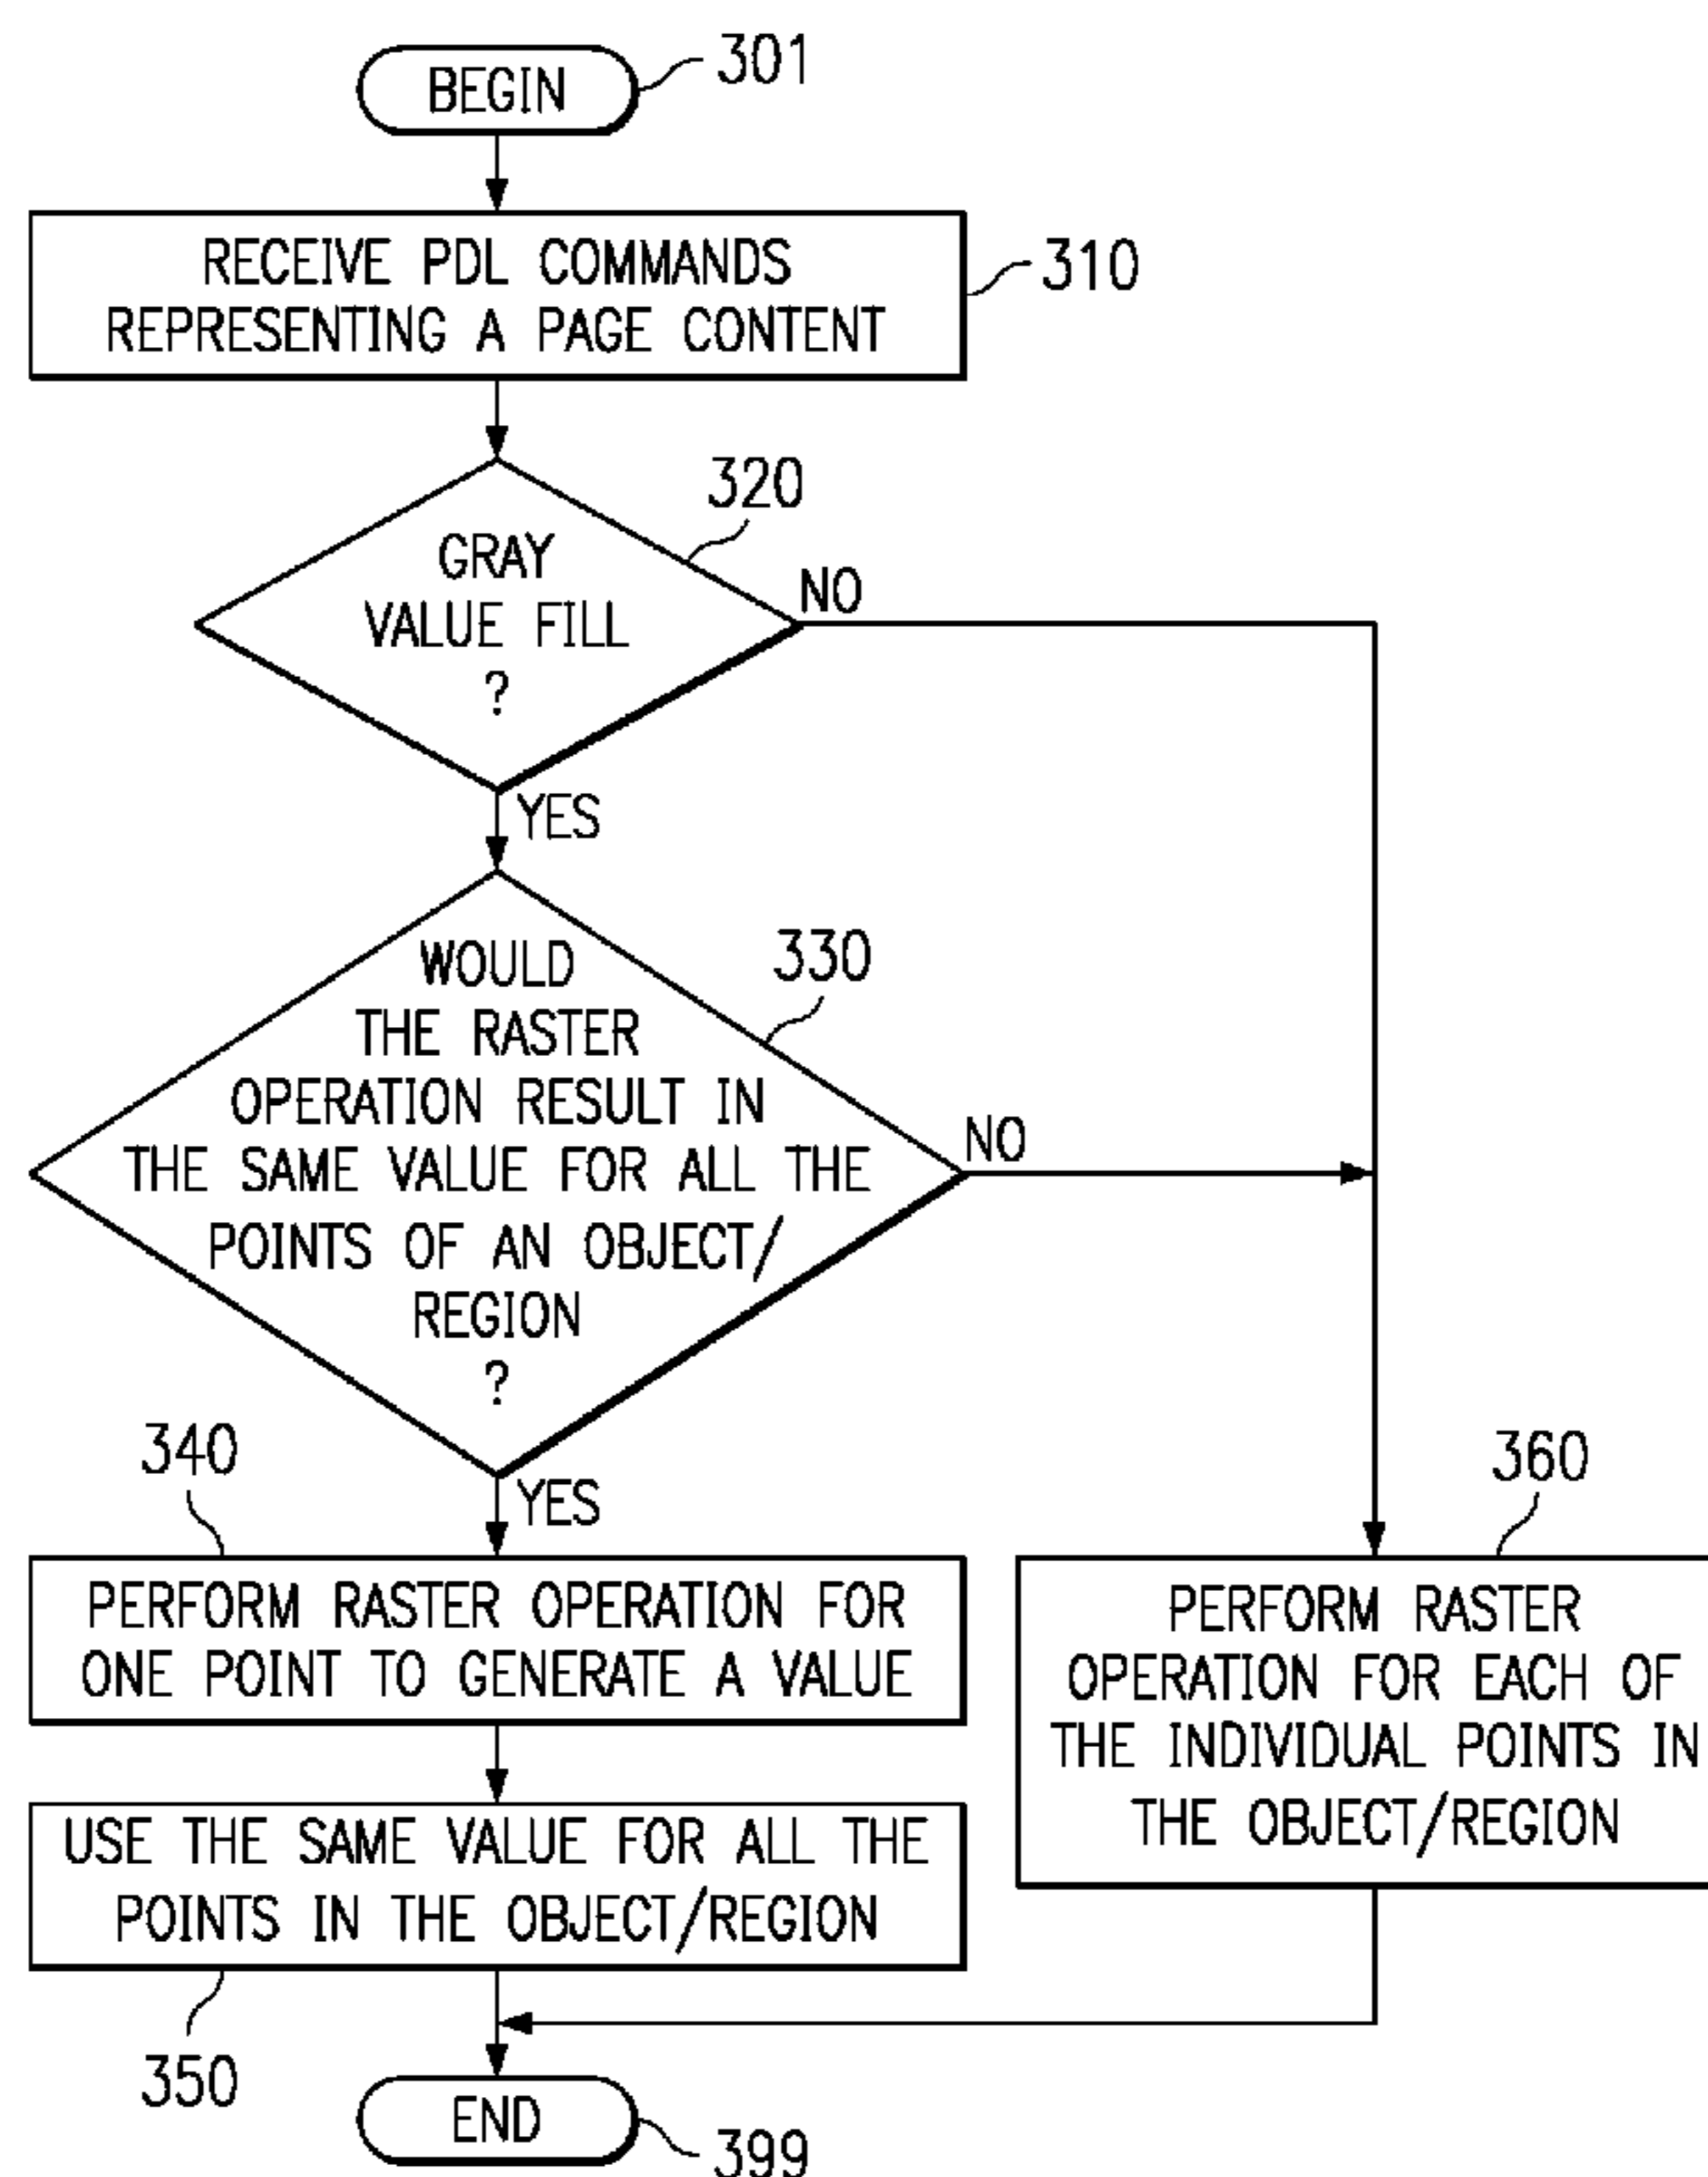 BEGIN
301
RECEIVE PDL COMMANDS
REPRESENTING A PAGE CONTENT
310
320
GRAY
VALUE FILL
?
NO
YES
330
WOULD
THE RASTER
OPERATION RESULT IN
THE SAME VALUE FOR ALL THE
POINTS OF AN OBJECT/
REGION
?
NO
YES
340
PERFORM RASTER OPERATION FOR
ONE POINT TO GENERATE A VALUE
360
PERFORM RASTER
OPERATION FOR EACH OF
THE INDIVIDUAL POINTS IN
THE OBJECT/REGION
USE THE SAME VALUE FOR ALL THE
POINTS IN THE OBJECT/REGION
350
END
399